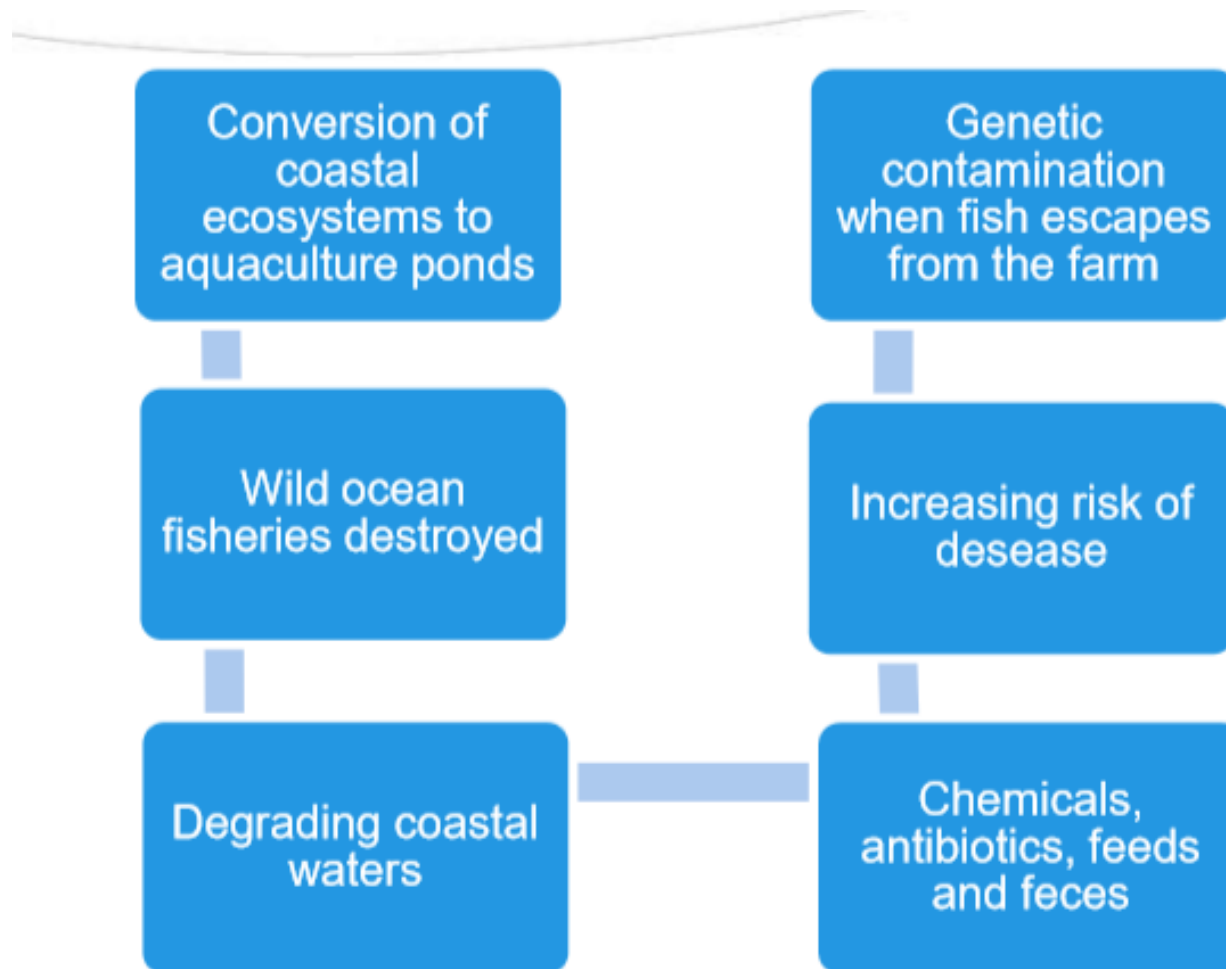 Conversion of
coastal
ecosystems to
aquaculture ponds
Wild ocean
fisheries destroyed
Degrading coastal
waters
Chemicals,
antibiotics, feeds
and feces
Increasing risk of
desease
Genetic
contamination
when fish escapes
from the farm